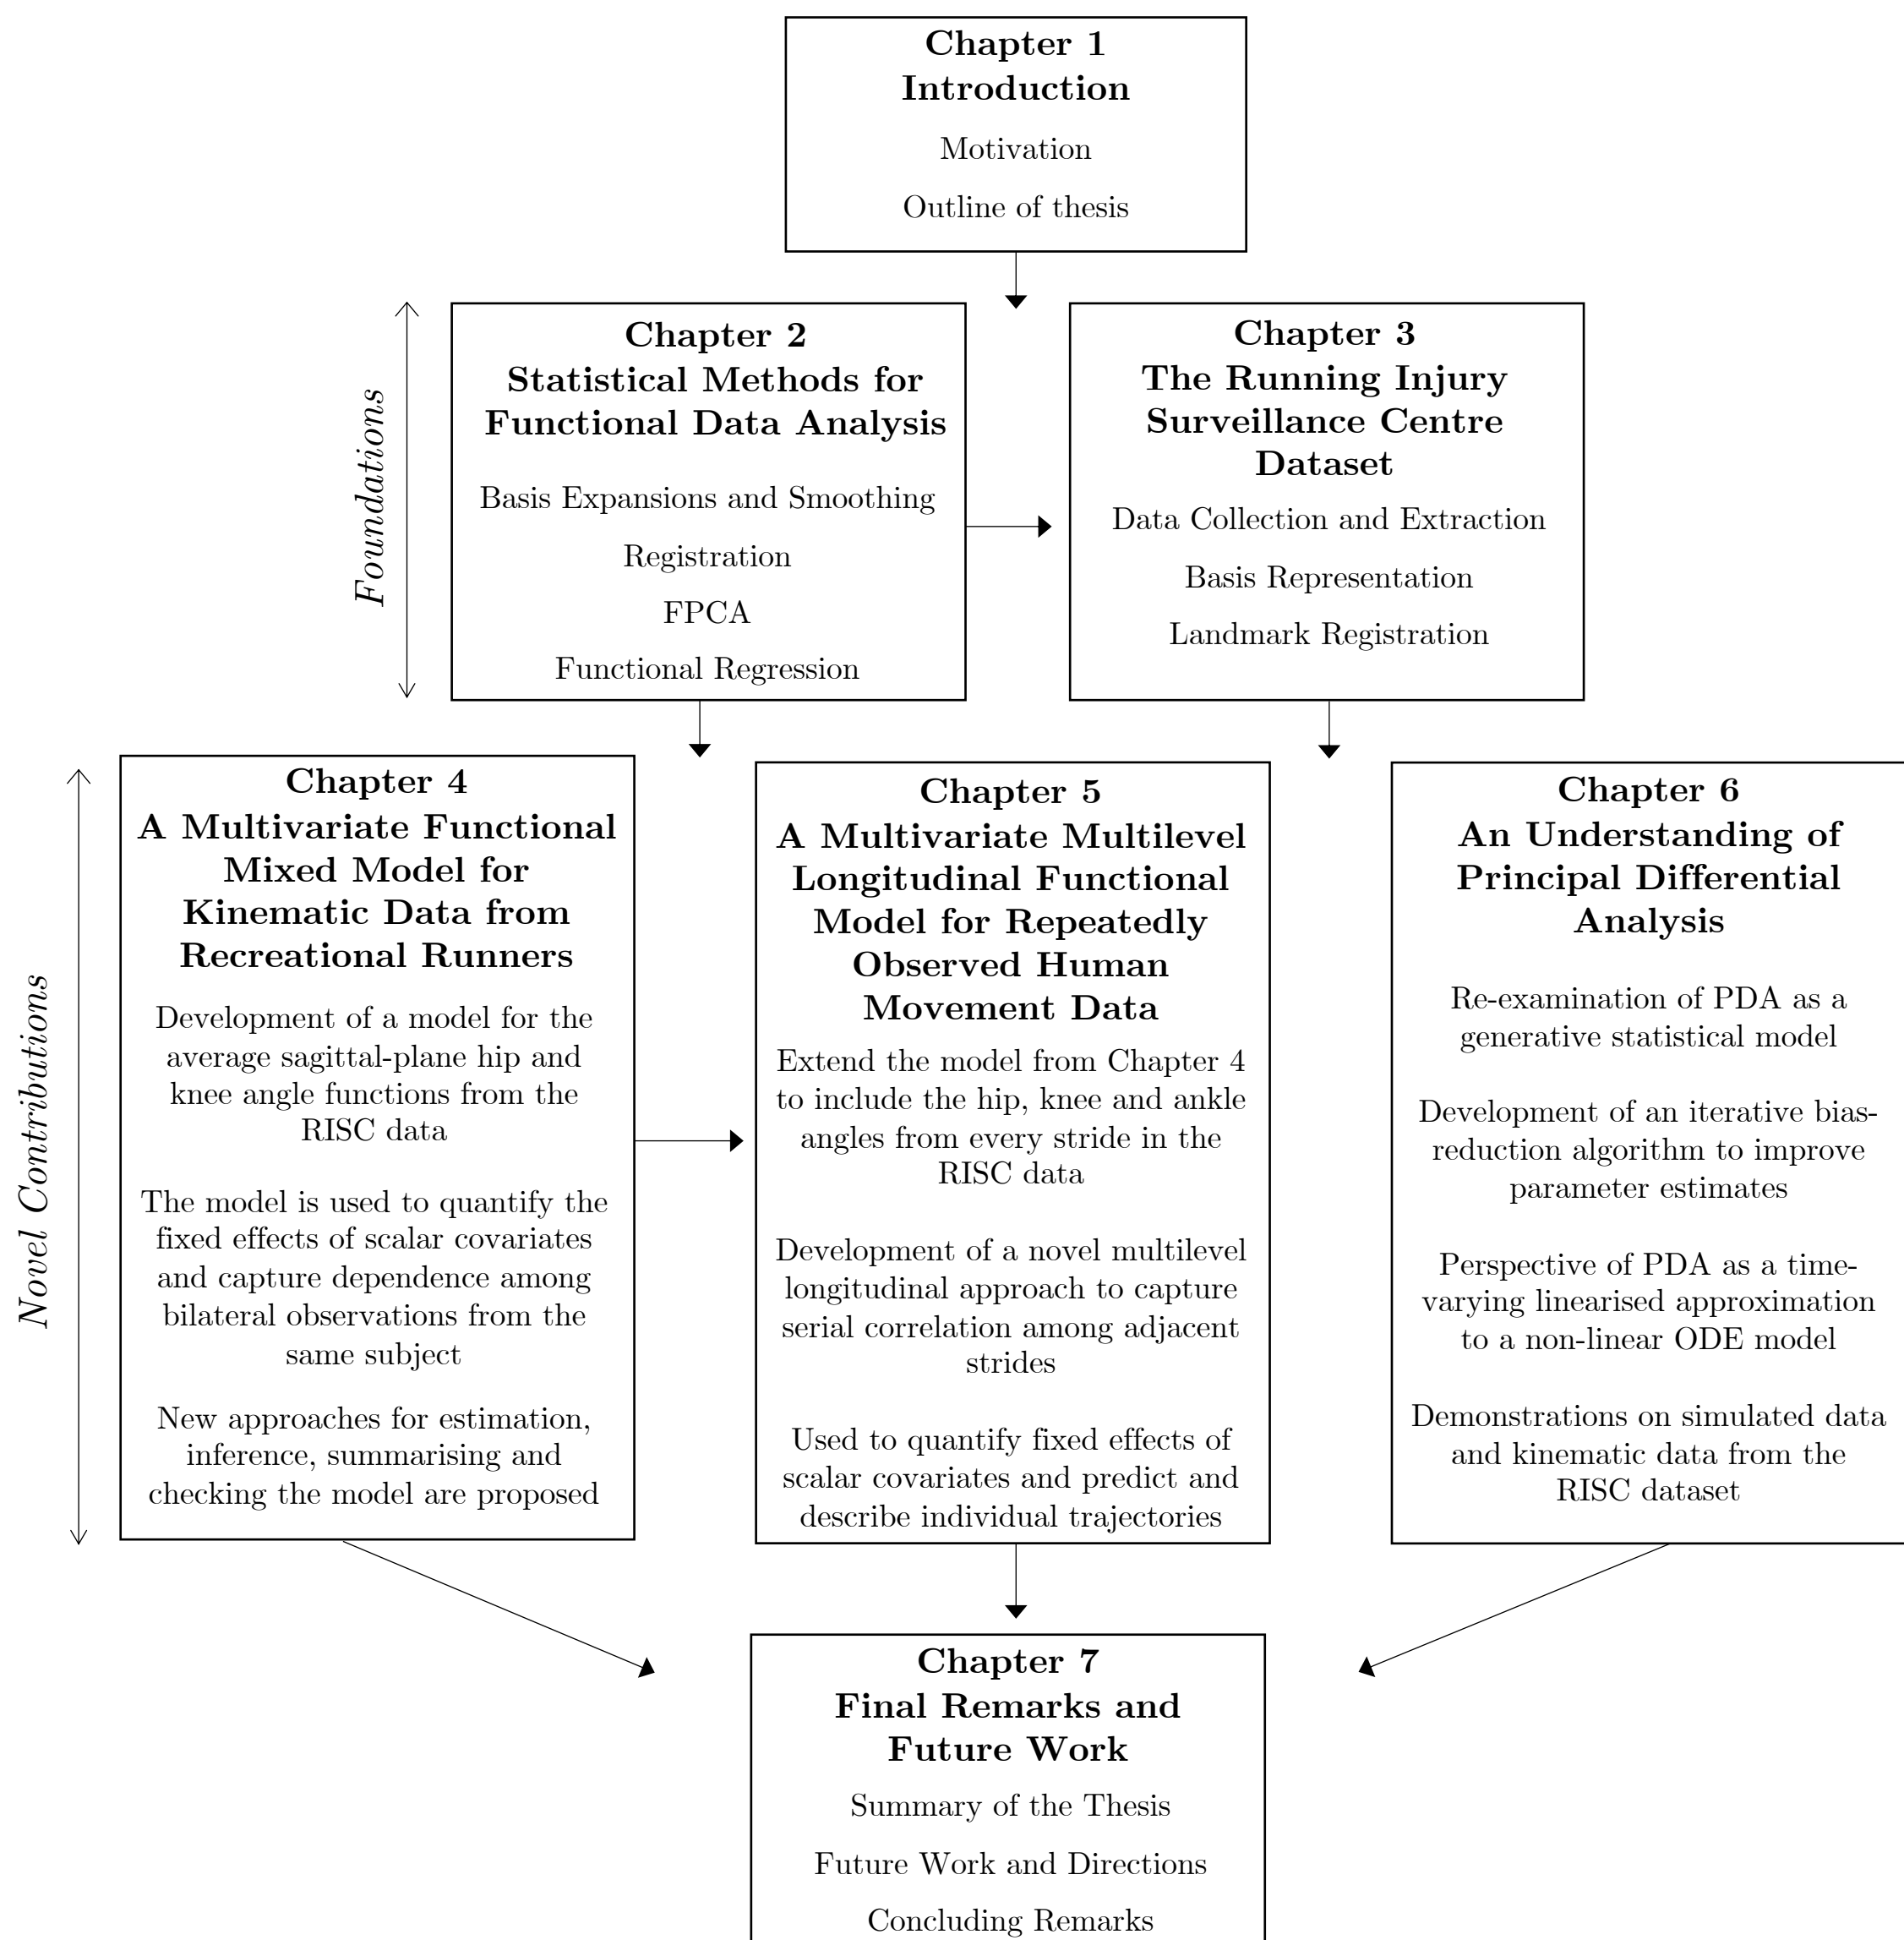 Chapter 1
Introduction
Motivation
Outline of thesis
Foundations
Chapter 2
Statistical Methods for
Functional Data Analysis
Basis Expansions and Smoothing
Registration
FPCA
Functional Regression
Chapter 3
The Running Injury
Surveillance Centre
Dataset
Data Collection and Extraction
Basis Representation
Landmark Registration
Novel Contributions
Chapter 4
A Multivariate Functional
Mixed Model for
Kinematic Data from
Recreational Runners
Development of a model for the
average sagittal-plane hip and
knee angle functions from the
RISC data
The model is used to quantify the
fixed effects of scalar covariates
and capture dependence among
bilateral observations from the
same subject
New approaches for estimation,
inference, summarising and
checking the model are proposed
Chapter 5
A Multivariate Multilevel
Longitudinal Functional
Model for Repeatedly
Observed Human
Movement Data
Extend the model from Chapter 4
to include the hip, knee and ankle
angles from every stride in the
RISC data
Development of a novel multilevel
longitudinal approach to capture
serial correlation among adjacent
strides
Used to quantify fixed effects of
scalar covariates and predict and
describe individual trajectories
Chapter 6
An Understanding of
Principal Differential
Analysis
Re-examination of PDA as a
generative statistical model
Development of an iterative bias-
reduction algorithm to improve
parameter estimates
Perspective of PDA as a time-
varying linearised approximation
to a non-linear ODE model
Demonstrations on simulated data
and kinematic data from the
RISC dataset
Chapter 7
Final Remarks and
Future Work
Summary of the Thesis
Future Work and Directions
Concluding Remarks